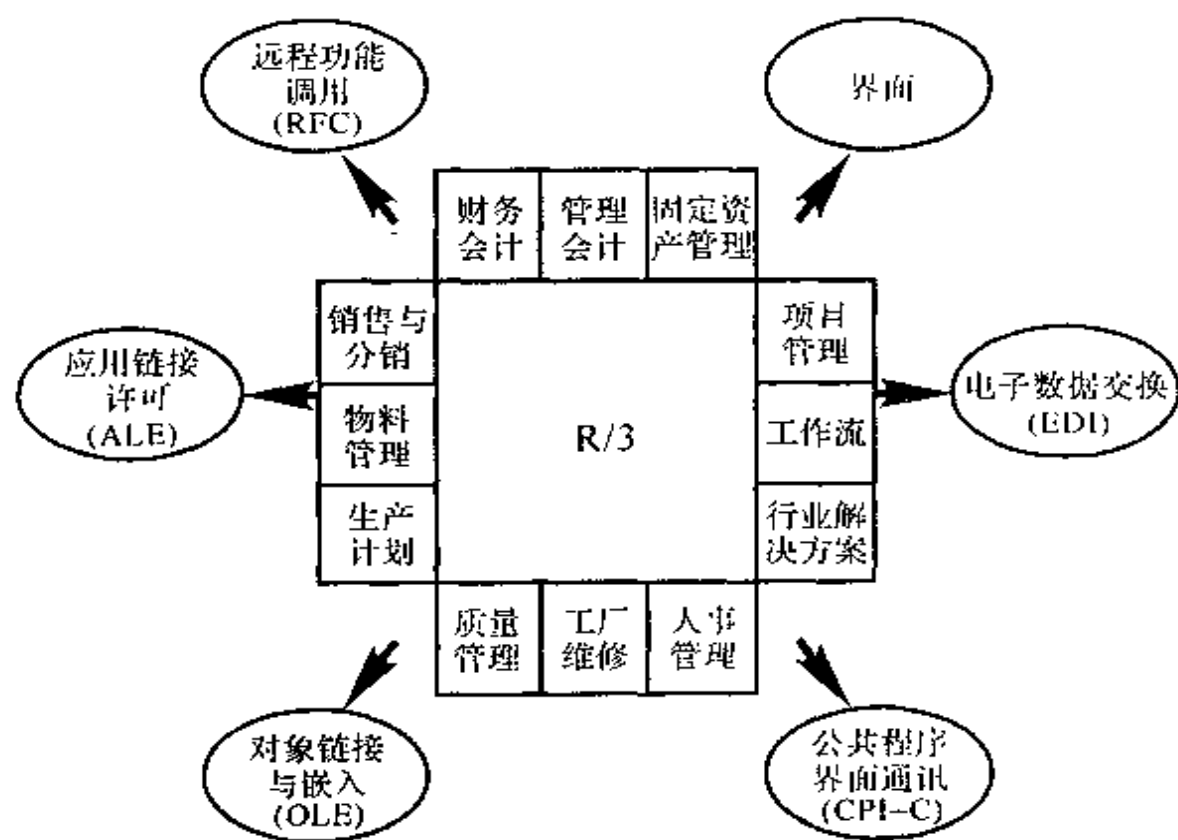 远程功能
调用
(RFC)
界面
财务
会计
管理
会计
固定资
产管理
销售与
分销
项目
管理
应用链接
许可
(ALE)
物料
管理
R/3
工作流
电子数据交换
(EDI)
生产
计划
行业解
决方案
质量
管理
工厂
维修
人事
管理
对象链接
与嵌入
(OLE)
公共程序
界面通讯
(CPI-C)